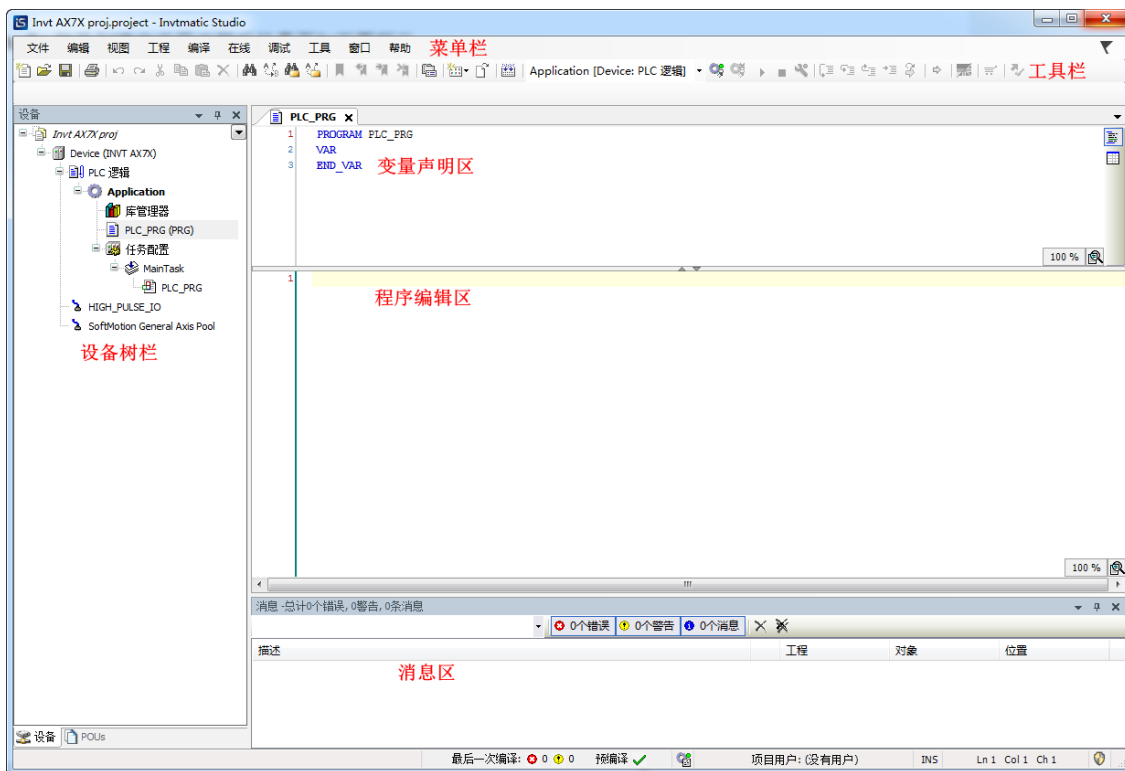 Invt AX7X proj.project - Invtmatic Studio
文件 编辑 视图 工程 编译 在线 调试 工具 窗口 帮助 菜单栏
Application [Device: PLC 逻辑] 工具栏
设备
Invt AX7X proj
Device (INVT AX7X)
PLC 逻辑
Application
库管理器
PLC_PRG (PRG)
任务配置
MainTask
PLC_PRG
HIGH_PULSE_IO
SoftMotion General Axis Pool
设备树栏
设备 POUs
PLC_PRG
1 PROGRAM PLC_PRG
2 VAR
3 END_VAR 变量声明区
100 %
1
程序编辑区
100 %
消息 -总计0个错误, 0警告, 0条消息
0个错误 0个警告 0个消息
描述 工程 对象 位置
消息区
最后一次编译: 0 0 预编译 项目用户: (没有用户) INS Ln 1 Col 1 Ch 1